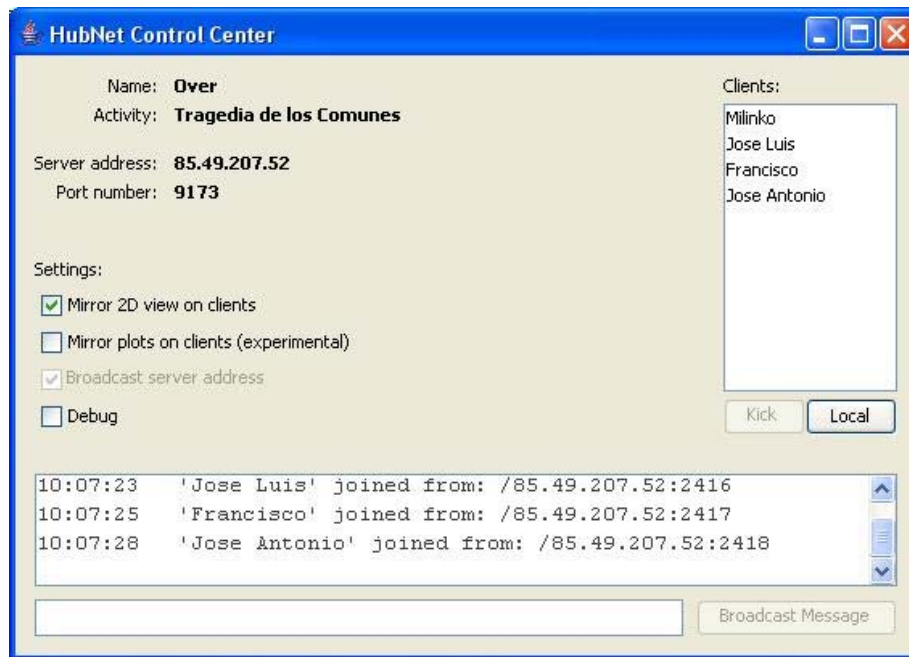 HubNet Control Center
Name: Over
Activity: Tragedia de los Comunes
Server address: 85.49.207.52
Port number: 9173
Clients:
Milinko
Jose Luis
Francisco
Jose Antonio
Settings:
Mirror 2D view on clients
Mirror plots on clients (experimental)
Broadcast server address
Debug
Kick Local
10:07:23 'Jose Luis' joined from: /85.49.207.52:2416
10:07:25 'Francisco' joined from: /85.49.207.52:2417
10:07:28 'Jose Antonio' joined from: /85.49.207.52:2418
Broadcast Message